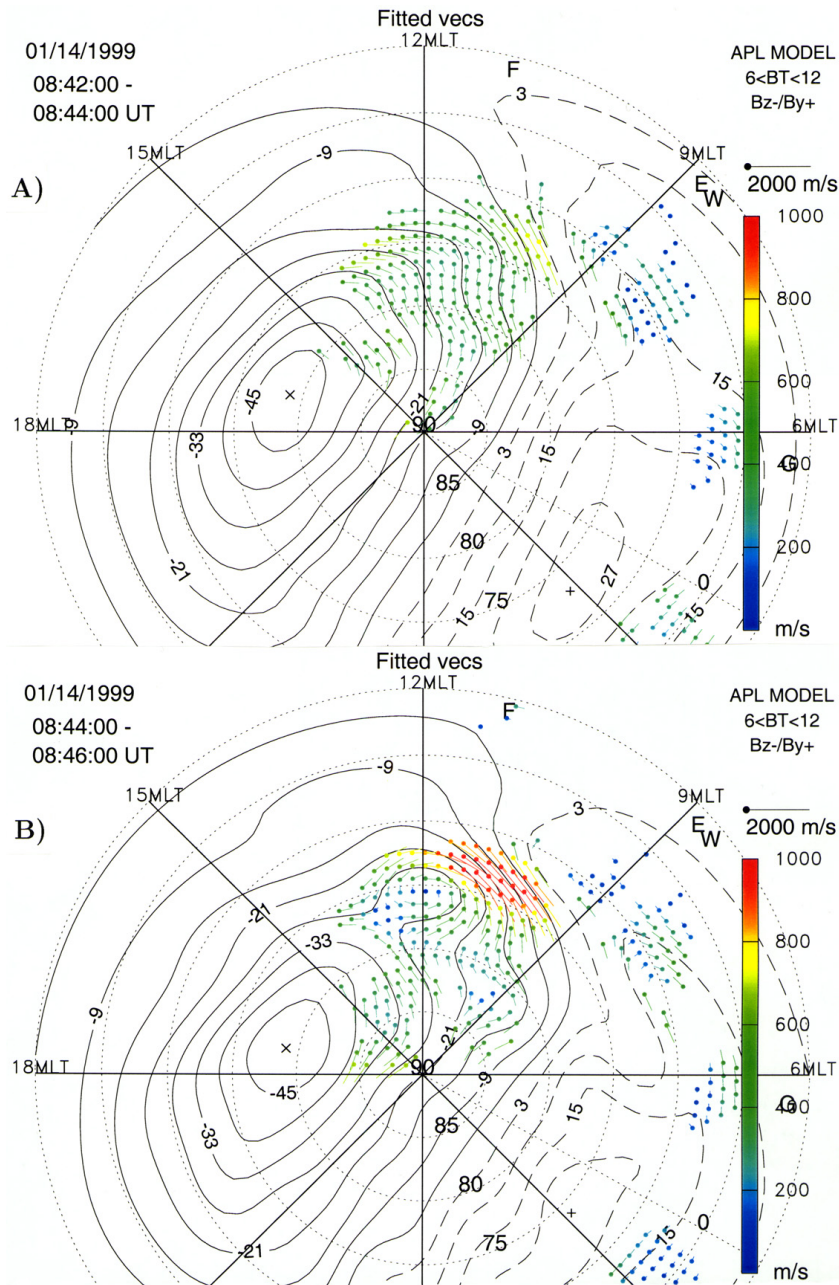 Fitted vecs
12MLT
01/14/1999
08:42:00 -
08:44:00 UT
APL MODEL
6<BT<12
Bz-/By+
F
3
15MLT
-9
9MLT
A)
E
W
2000 m/s
1000
800
600
15
-45
-21
18MLT
-9
-33
90
-9
3
15
6MLT
G
400
85
80
-21
27
75
15
0
15
200
m/s
Fitted vecs
12MLT
01/14/1999
08:44:00 -
08:46:00 UT
APL MODEL
6<BT<12
Bz-/By+
F
-9
15MLT
3
9MLT
B)
E
W
2000 m/s
1000
-21
-33
800
-9
600
-21
18MLT
90
6MLT
-45
-9
3
15
G
400
-33
85
80
200
-21
75
15
0
m/s